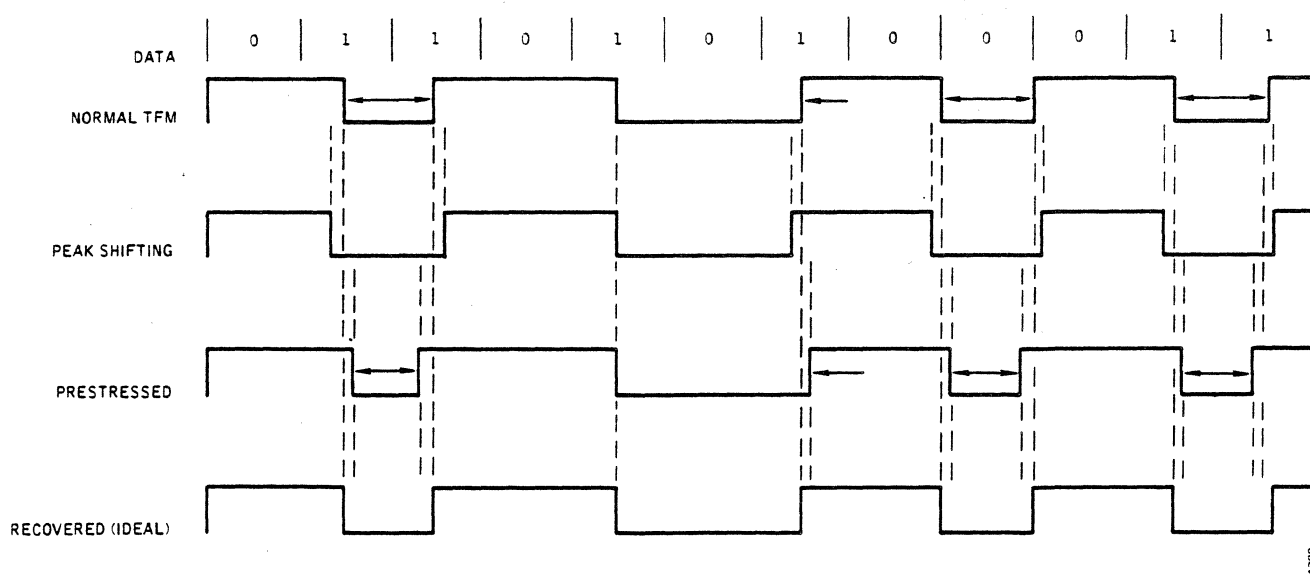 DATA 0 1 1 0 1 0 1 0 0 0 1 1
NORMAL TFM
PEAK SHIFTING
PRESTRESSED
RECOVERED (IDEAL)